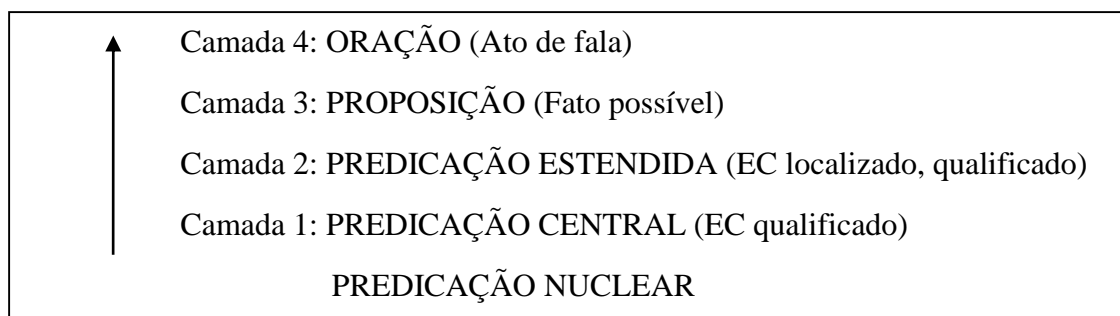 Camada 4: ORAÇÃO (Ato de fala)
Camada 3: PROPOSIÇÃO (Fato possível)
Camada 2: PREDICAÇÃO ESTENDIDA (EC localizado, qualificado)
Camada 1: PREDICAÇÃO CENTRAL (EC qualificado)
PREDICAÇÃO NUCLEAR